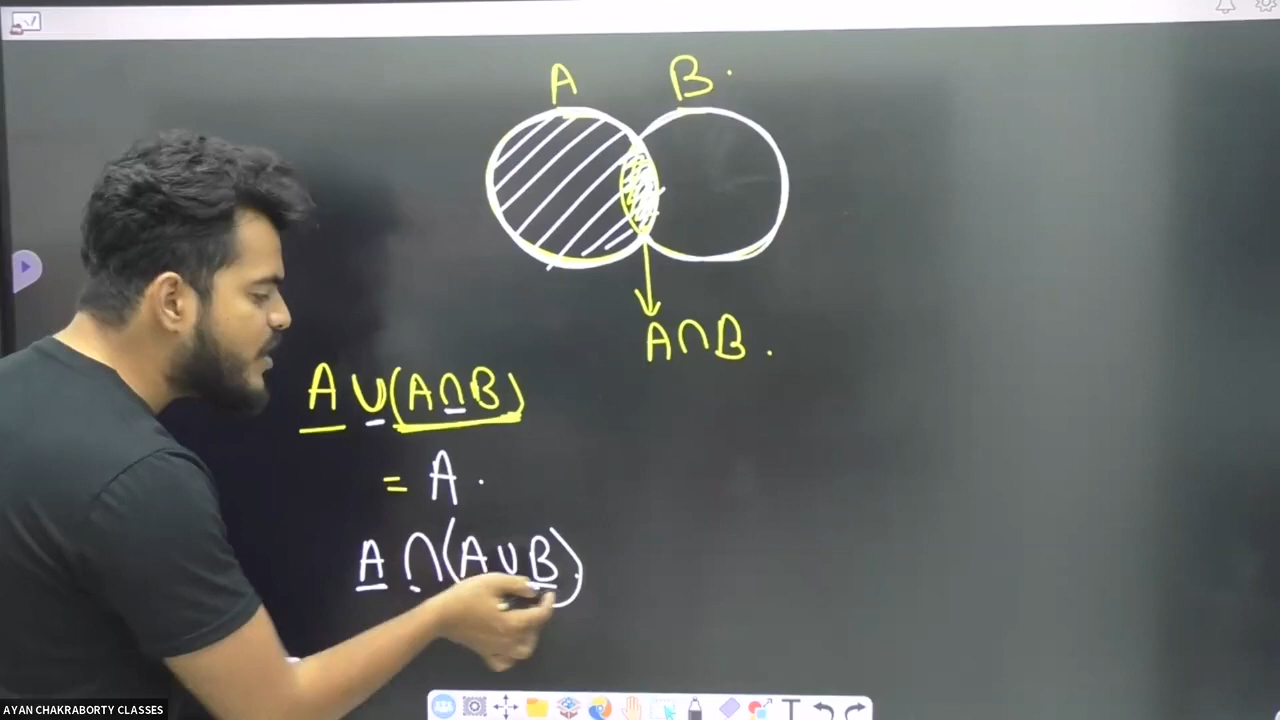 A B.
A∩B.
A ∪ (A∩B)
= A.
A ∩ (A∪B)
AYAN CHAKRABORTY CLASSES